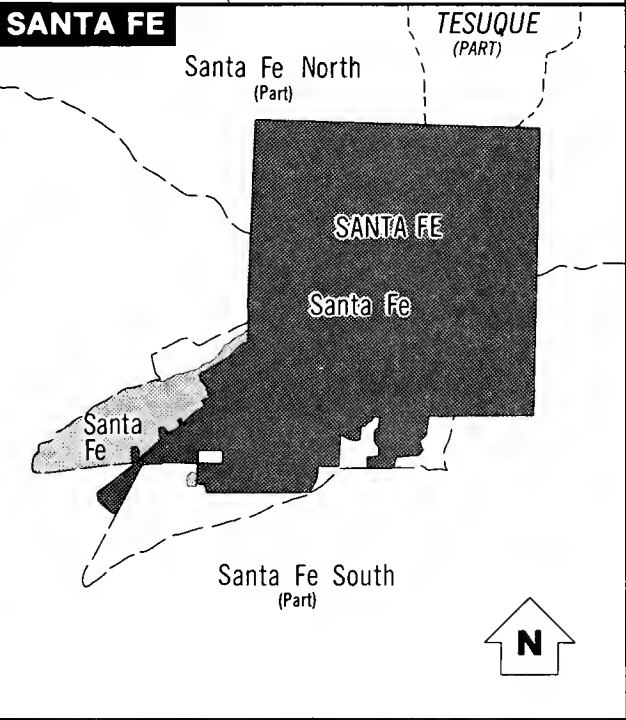 SANTA FE
TESUQUE
(PART)
Santa Fe North
(Part)
SANTA FE
Santa Fe
Santa
Fe
Santa Fe South
(Part)
N